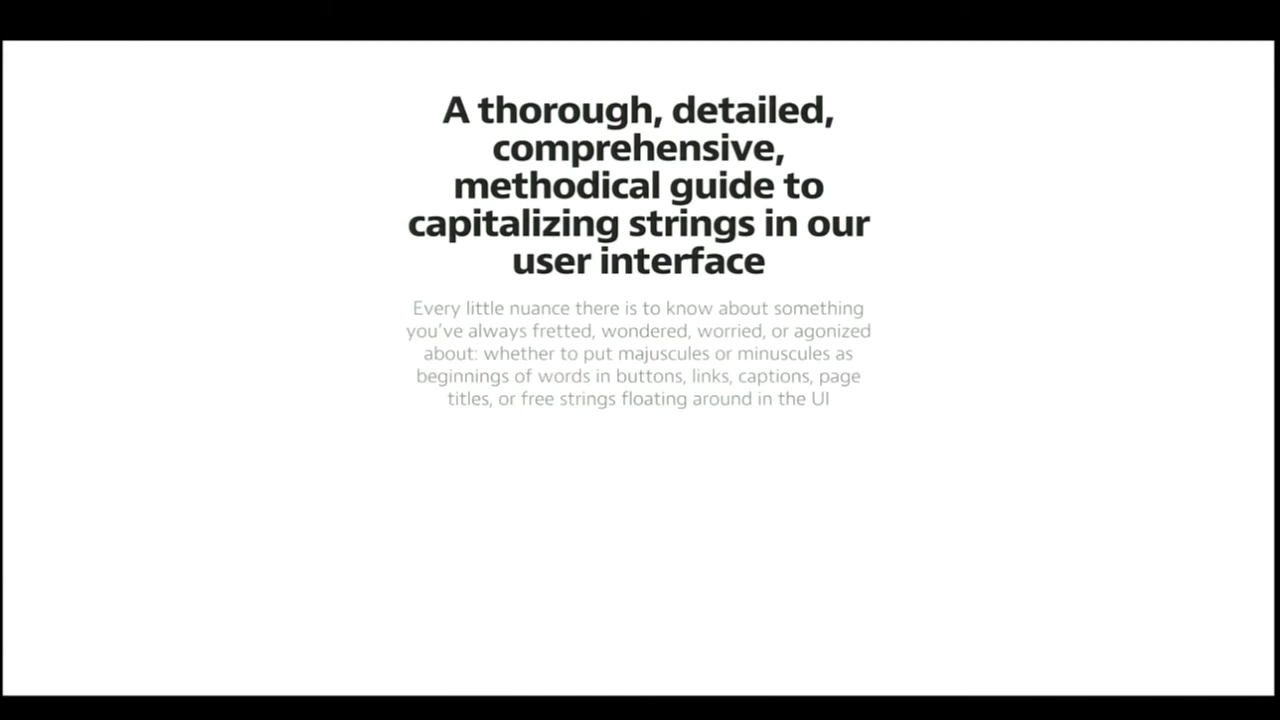 A thorough, detailed,
comprehensive,
methodical guide to
capitalizing strings in our
user interface
Every little nuance there is to know about something
you’ve always fretted, wondered, worried, or agonized
about: whether to put majuscules or minuscules as
beginnings of words in buttons, links, captions, page
titles, or free strings floating around in the UI